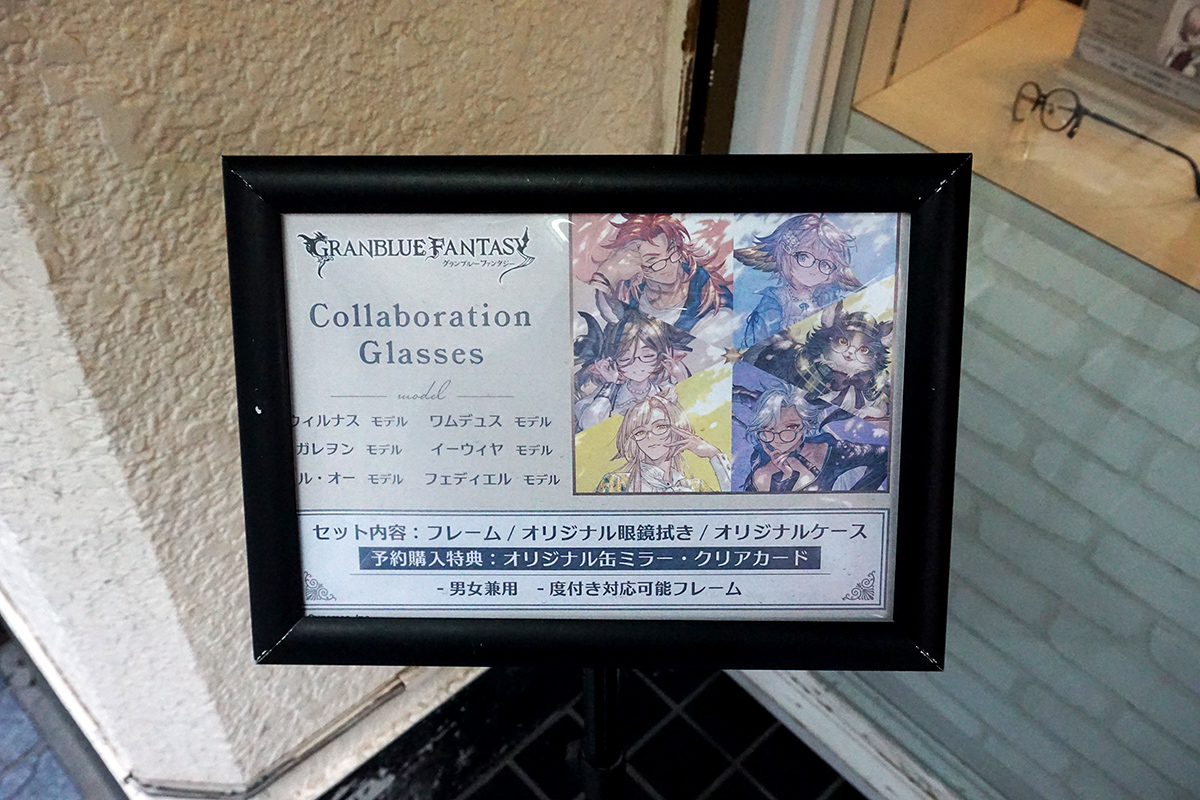 GRANBLUE FANTASY
グランブルーファンタジー
Collaboration
Glasses
model
ウィルナス モデル ワムデュス モデル
ガレヲン モデル イーウィヤ モデル
ル・オー モデル フェディエル モデル
セット内容：フレーム / オリジナル眼鏡拭き / オリジナルケース
予約購入特典：オリジナル缶ミラー・クリアカード
- 男女兼用 - 度付き対応可能フレーム